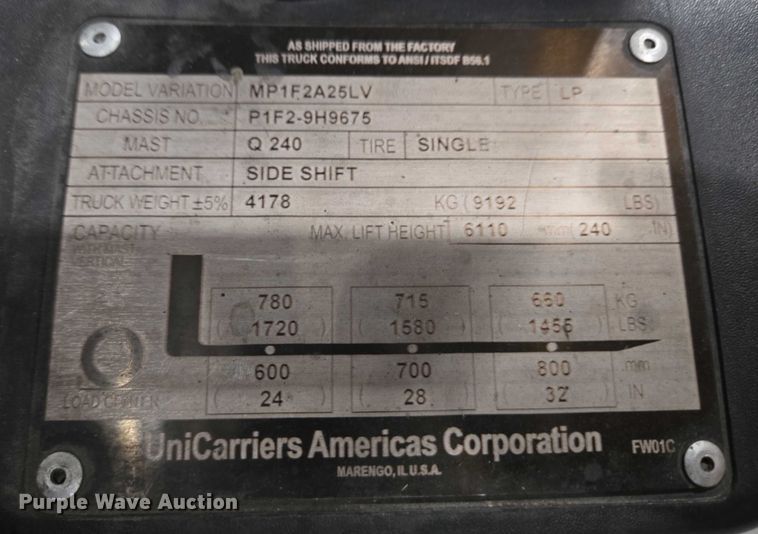 AS SHIPPED FROM THE FACTORY
THIS TRUCK CONFORMS TO ANSI / ITSDF B56.1
MODEL VARIATION MP1F2A25LV TYPE LP
CHASSIS NO. P1F2-9H9675
MAST Q 240 TIRE SINGLE
ATTACHMENT SIDE SHIFT
TRUCK WEIGHT ±5% 4178 KG ( 9192 LBS)
CAPACITY MAX. LIFT HEIGHT 6110 mm ( 240 IN)
WITH MAST
VERTICAL
780 715 660 KG
(1720) (1580) (1455) LBS
600 700 800 mm
(24) (28) (32) IN
LOAD CENTER
UniCarriers Americas Corporation FW01C
MARENGO, IL U.S.A.
Purple Wave Auction